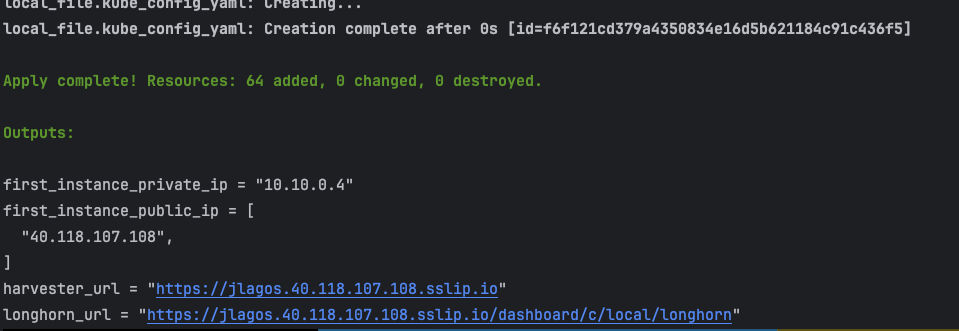 local_file.kube_config_yaml: Creating...
local_file.kube_config_yaml: Creation complete after 0s [id=f6f121cd379a4350834e16d5b621184c91c436f5]
Apply complete! Resources: 64 added, 0 changed, 0 destroyed.
Outputs:
first_instance_private_ip = "10.10.0.4"
first_instance_public_ip = [
  "40.118.107.108",
]
harvester_url = "https://jlagos.40.118.107.108.sslip.io"
longhorn_url = "https://jlagos.40.118.107.108.sslip.io/dashboard/c/local/longhorn"